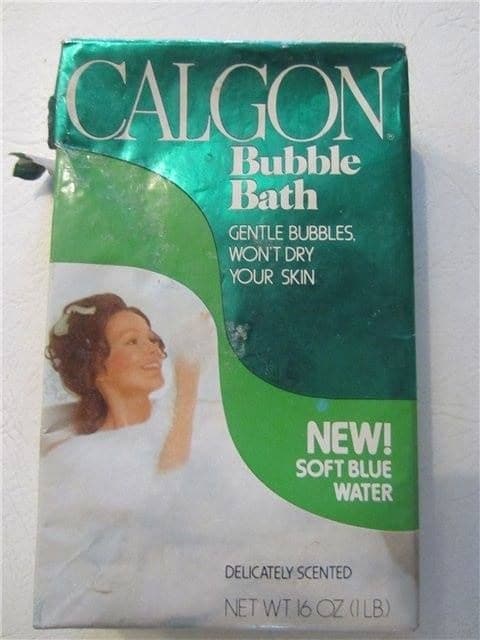 CALGON®
Bubble
Bath
GENTLE BUBBLES.
WON'T DRY
YOUR SKIN
NEW!
SOFT BLUE
WATER
DELICATELY SCENTED
NET WT 16 OZ (1 LB)